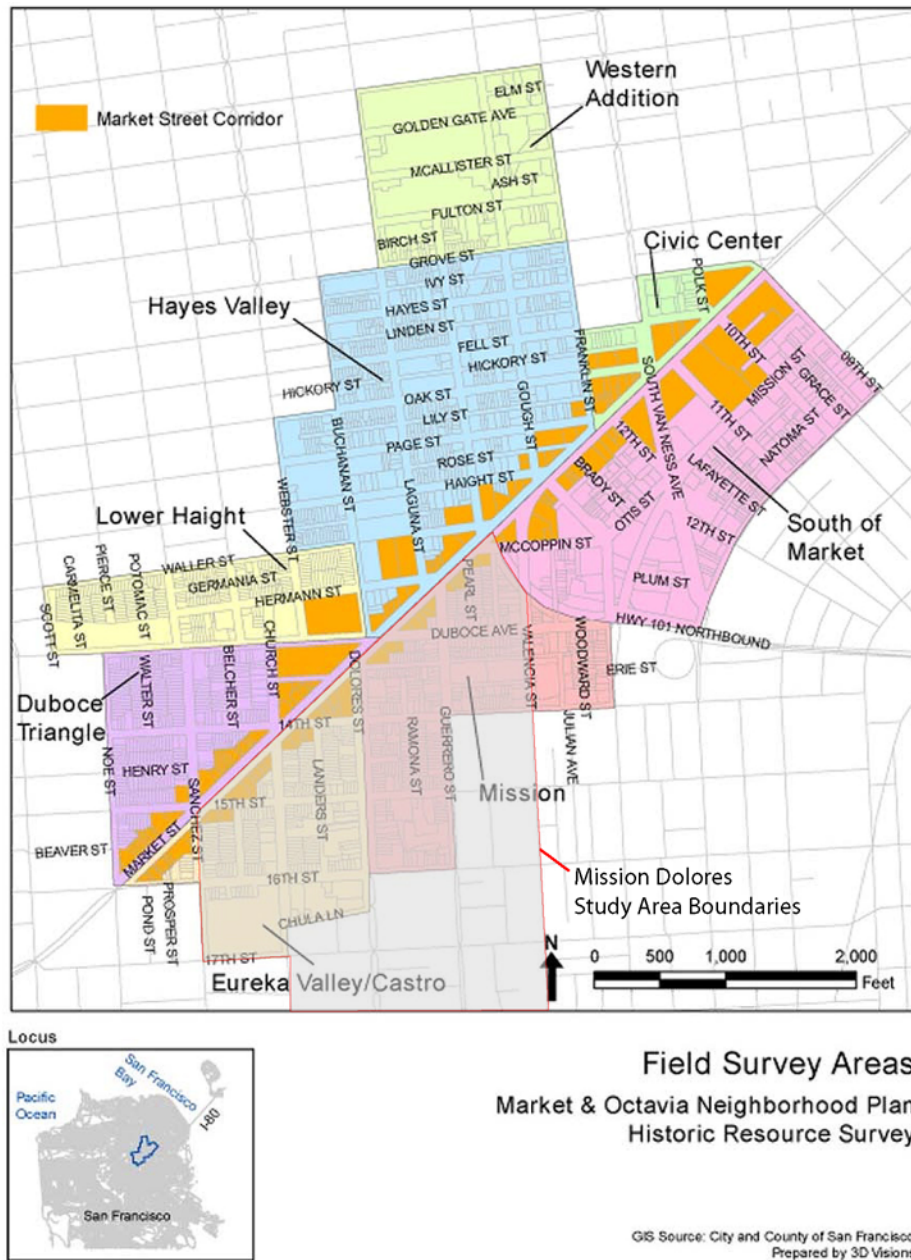 Western
Addition
Market Street Corridor
ELM ST
GOLDEN GATE AVE
MCALLISTER ST
ASH ST
FULTON ST
BIRCH ST
GROVE ST
Civic Center
IVY ST
POLK ST
Hayes Valley
HAYES ST
LINDEN ST
FELL ST
HICKORY ST
FRANKLIN ST
10TH ST
MISSION ST
09TH ST
GRACE ST
HICKORY ST
OAK ST
GOUGH ST
SOUTH VAN NESS AVE
11TH ST
NATOMA ST
LILY ST
BUCHANAN ST
PAGE ST
12TH ST
ROSE ST
BRADY ST
LAFAYETTE ST
HAIGHT ST
WEBSTER ST
LAGUNA ST
OTIS ST
12TH ST
South of
Market
Lower Haight
MCCOPPIN ST
WALLER ST
PLUM ST
POTOMAC ST
PIERCE ST
CARMELITA ST
SCOTT ST
GERMANIA ST
HERMANN ST
PEARL ST
HWY 101 NORTHBOUND
DUBOCE AVE
CHURCH ST
DOLORES ST
VALENCIA ST
WOODWARD ST
ERIE ST
WALTER ST
BELCHER ST
Duboce
Triangle
14TH ST
JULIAN AVE
NOE ST
HENRY ST
LANDERS ST
RAMONA ST
GUERRERO ST
Mission
SANCHEZ ST
15TH ST
BEAVER ST
MARKET ST
16TH ST
Mission Dolores
Study Area Boundaries
POND ST
PROSPER ST
CHULA LN
17TH ST
Eureka Valley/Castro
N
0 500 1,000 2,000
Feet
Locus
San Francisco
Bay
Pacific
Ocean
I-80
San Francisco
Field Survey Areas
Market & Octavia Neighborhood Plan
Historic Resource Survey
GIS Source: City and County of San Francisco
Prepared by 3D Visions